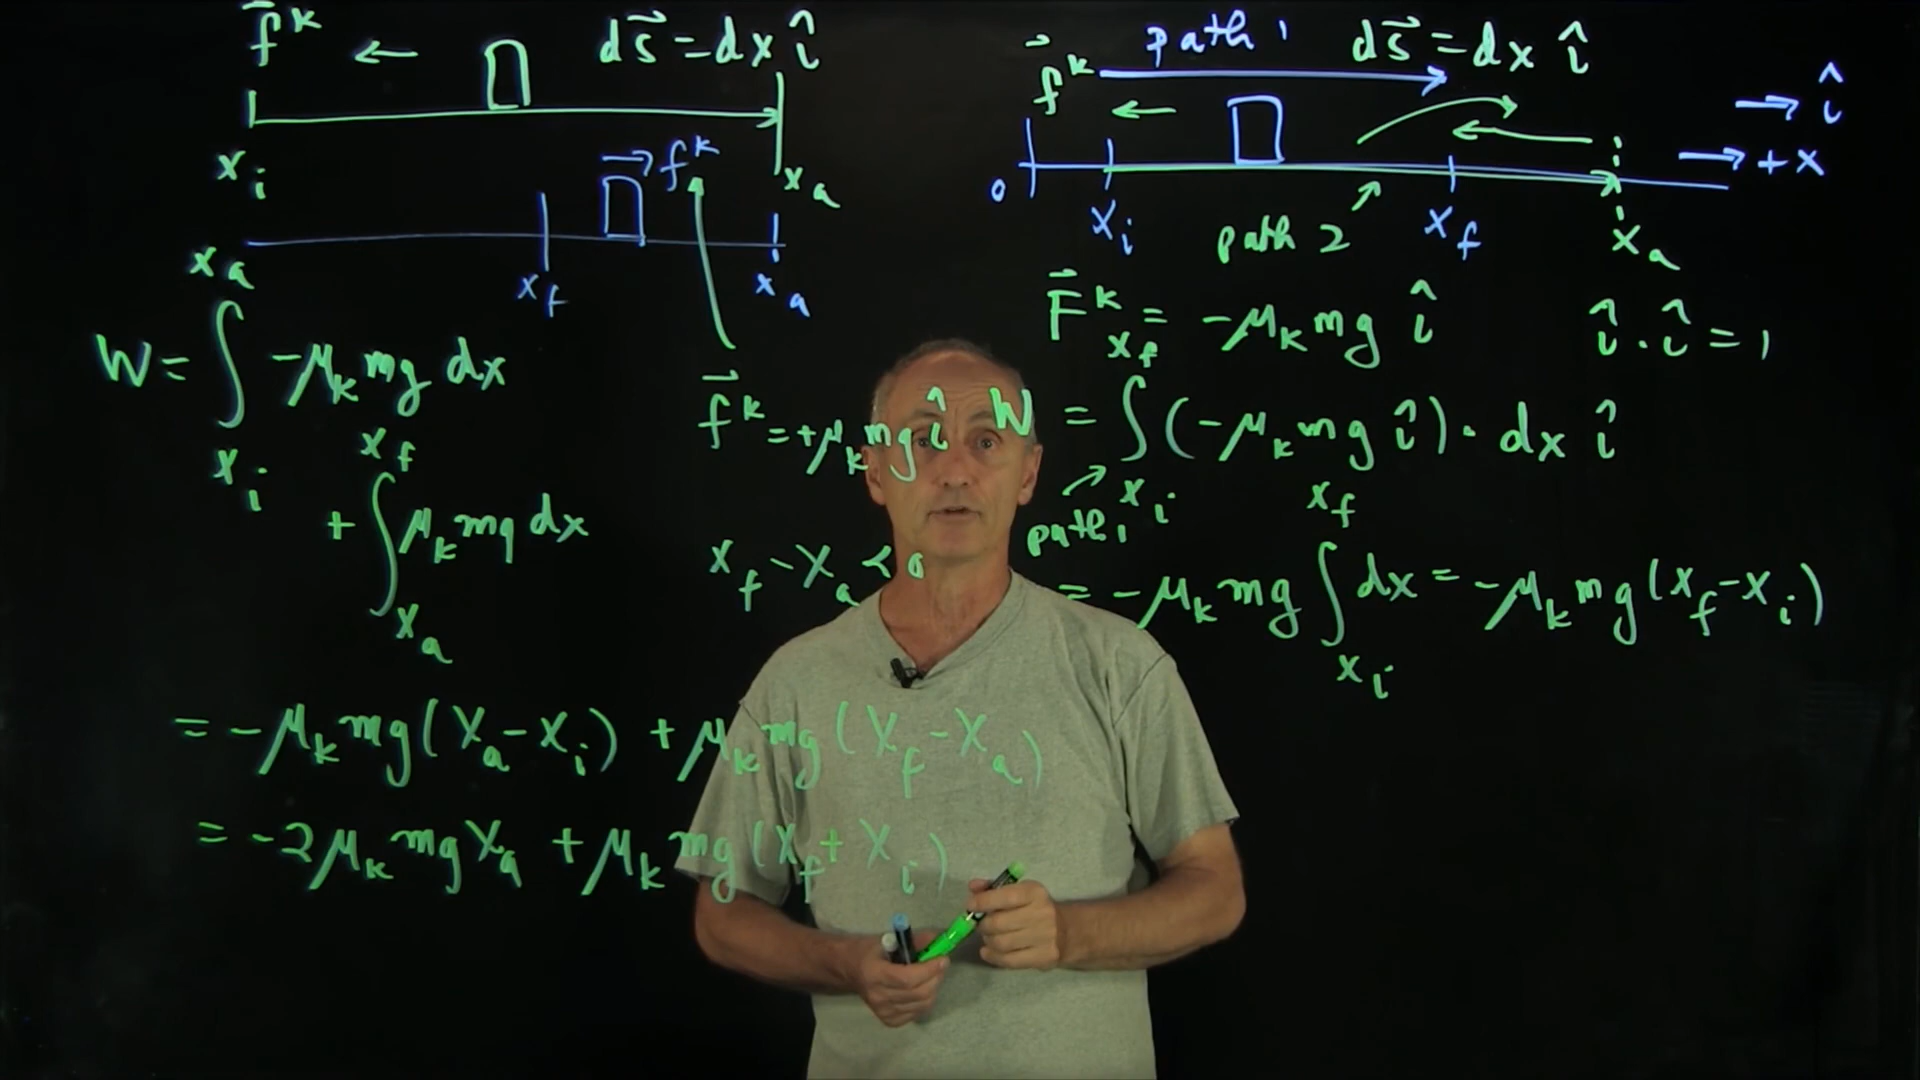 f⃗ᵏ ← ds⃗ = dx î
x_i x_a
→ f⃗ᵏ
x_f x_a
W = ∫_{x_i}^{x_a} -μ_k mg dx
+ ∫_{x_a}^{x_f} μ_k mg dx
f⃗ᵏ = +μ_k mg î
x_f - x_a < 0
= -μ_k mg (x_a - x_i) + μ_k mg (x_f - x_a)
= -2μ_k mg x_a + μ_k mg (x_f + x_i)
path 1 ds⃗ = dx î
f⃗ᵏ ← → î
0 → +x
x_i x_f x_a
path 2
F⃗ᵏ = -μ_k mg î î · î = 1
W = ∫_{x_i}^{x_f} (-μ_k mg î) · dx î
path 1
= -μ_k mg ∫_{x_i}^{x_f} dx = -μ_k mg (x_f - x_i)